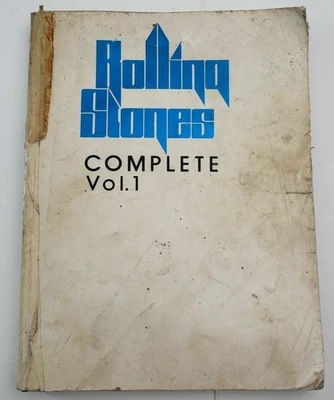 Rolling
Stones
COMPLETE
Vol.1